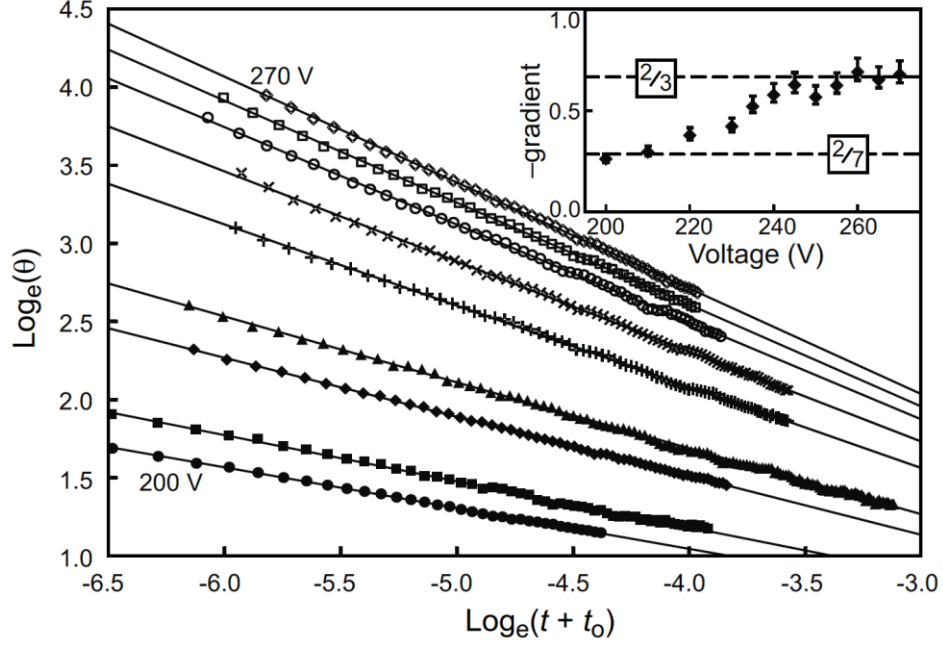 4.5
4.0
3.5
3.0
2.5
2.0
1.5
1.0
Logₑ(θ)
270 V
200 V
-6.5 -6.0 -5.5 -5.0 -4.5 -4.0 -3.5 -3.0
Logₑ(t + tₒ)
1.0
0.5
0.0
–gradient
2/3
2/7
200 220 240 260
Voltage (V)